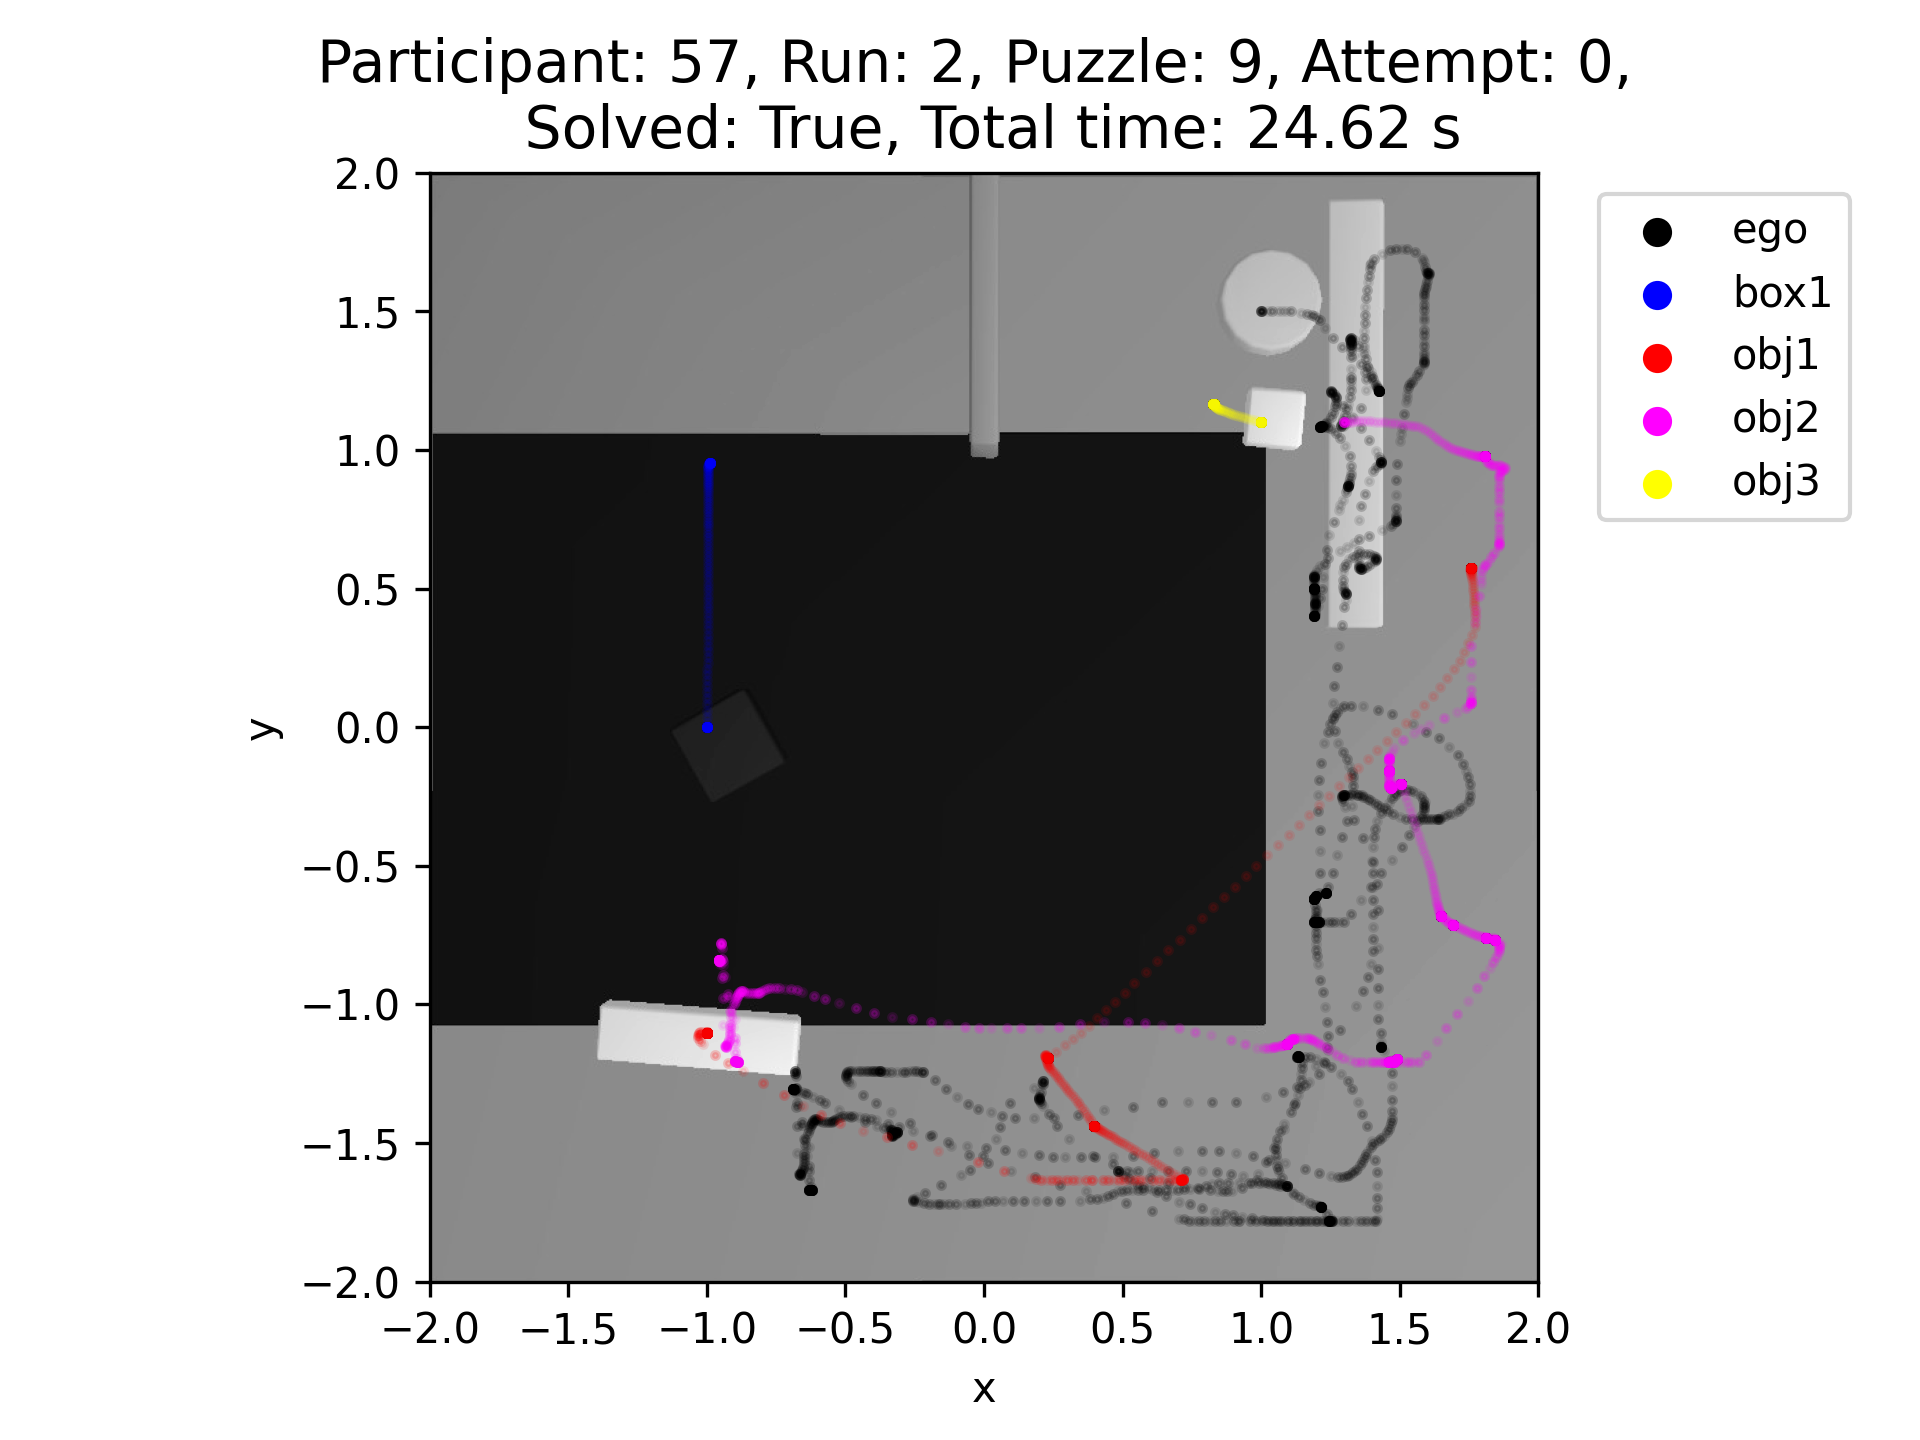 Participant: 57, Run: 2, Puzzle: 9, Attempt: 0,
Solved: True, Total time: 24.62 s
2.0
1.5
1.0
0.5
0.0
−0.5
−1.0
−1.5
−2.0
y
−2.0 −1.5 −1.0 −0.5 0.0 0.5 1.0 1.5 2.0
x
ego
box1
obj1
obj2
obj3